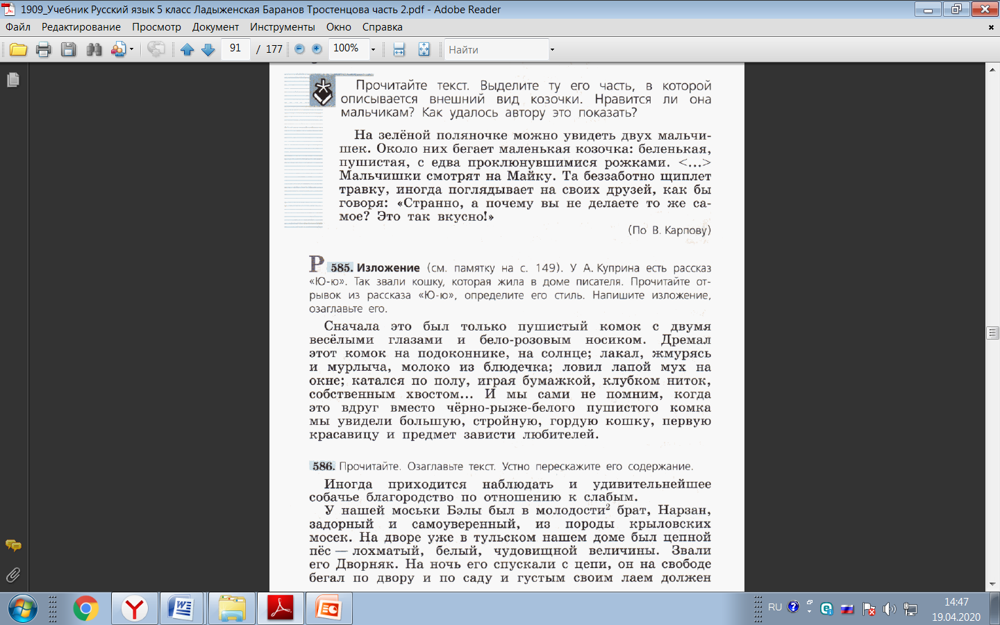 1909_Учебник Русский язык 5 класс Ладыженская Баранов Тростенцова часть 2.pdf - Adobe Reader
Файл Редактирование Просмотр Документ Инструменты Окно Справка
91 / 177 100% Найти
Прочитайте текст. Выделите ту его часть, в которой
описывается внешний вид козочки. Нравится ли она
мальчикам? Как удалось автору это показать?
На зелёной поляночке можно увидеть двух мальчи-
шек. Около них бегает маленькая козочка: беленькая,
пушистая, с едва проклюнувшимися рожками. <...>
Мальчишки смотрят на Майку. Та беззаботно щиплет
травку, иногда поглядывает на своих друзей, как бы
говоря: «Странно, а почему вы не делаете то же са-
мое? Это так вкусно!»
(По В. Карпову)
Р 585. Изложение (см. памятку на с. 149). У А. Куприна есть рассказ
«Ю-ю». Так звали кошку, которая жила в доме писателя. Прочитайте от-
рывок из рассказа «Ю-ю», определите его стиль. Напишите изложение,
озаглавьте его.
Сначала это был только пушистый комок с двумя
весёлыми глазами и бело-розовым носиком. Дремал
этот комок на подоконнике, на солнце; лакал, жмурясь
и мурлыча, молоко из блюдечка; ловил лапой мух на
окне; катался по полу, играя бумажкой, клубком ниток,
собственным хвостом... И мы сами не помним, когда
это вдруг вместо чёрно-рыже-белого пушистого комка
мы увидели большую, стройную, гордую кошку, первую
красавицу и предмет зависти любителей.
586. Прочитайте. Озаглавьте текст. Устно перескажите его содержание.
Иногда приходится наблюдать и удивительнейшее
собачье благородство по отношению к слабым.
У нашей моськи Бэлы был в молодости² брат, Нарзан,
задорный и самоуверенный, из породы крыловских
мосек. На дворе уже в тульском нашем доме был цепной
пёс — лохматый, белый, чудовищной величины. Звали
его Дворняк. На ночь его спускали с цепи, он на свободе
бегал по двору и по саду и густым своим лаем должен
RU
14:47
19.04.2020